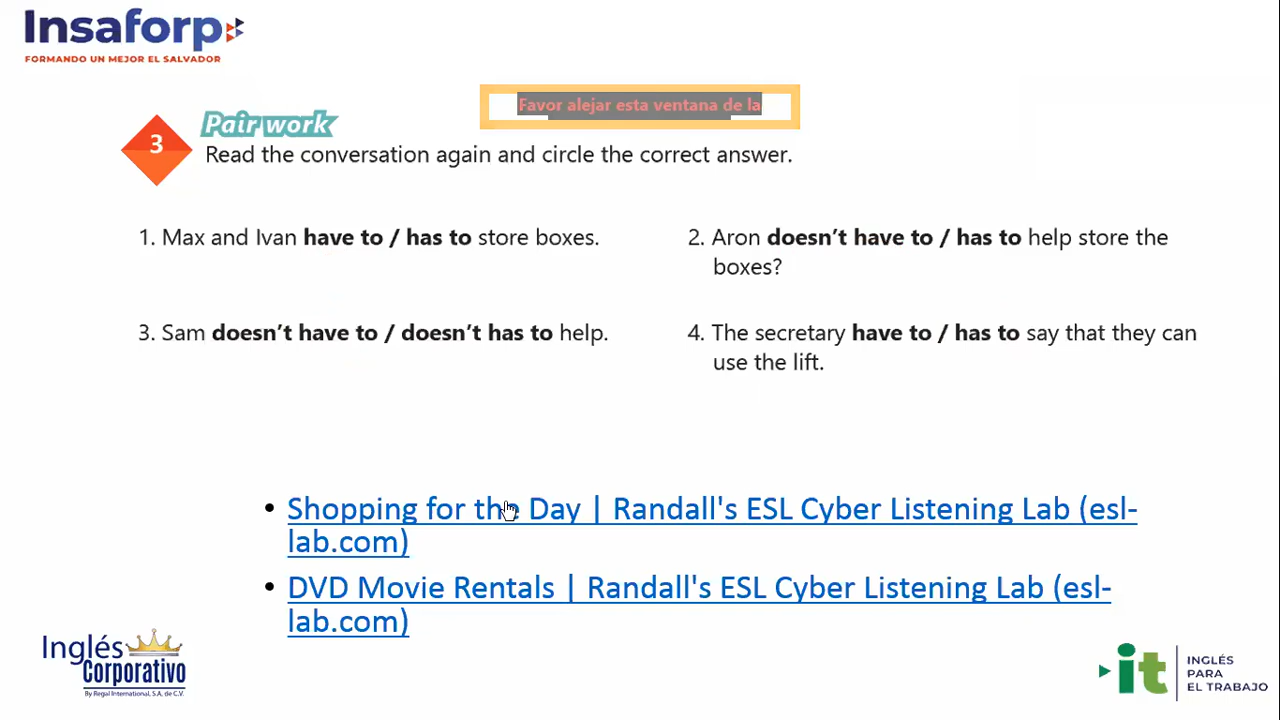 Insaforp
FORMANDO UN MEJOR EL SALVADOR
Favor alejar esta ventana de la
3
Pair work
Read the conversation again and circle the correct answer.
1. Max and Ivan have to / has to store boxes.
2. Aron doesn't have to / has to help store the
boxes?
3. Sam doesn't have to / doesn't has to help.
4. The secretary have to / has to say that they can
use the lift.
• Shopping for the Day | Randall's ESL Cyber Listening Lab (esl-
lab.com)
• DVD Movie Rentals | Randall's ESL Cyber Listening Lab (esl-
lab.com)
Inglés
Corporativo
By Regal International, S.A. de C.V.
it
INGLÉS
PARA
EL TRABAJO